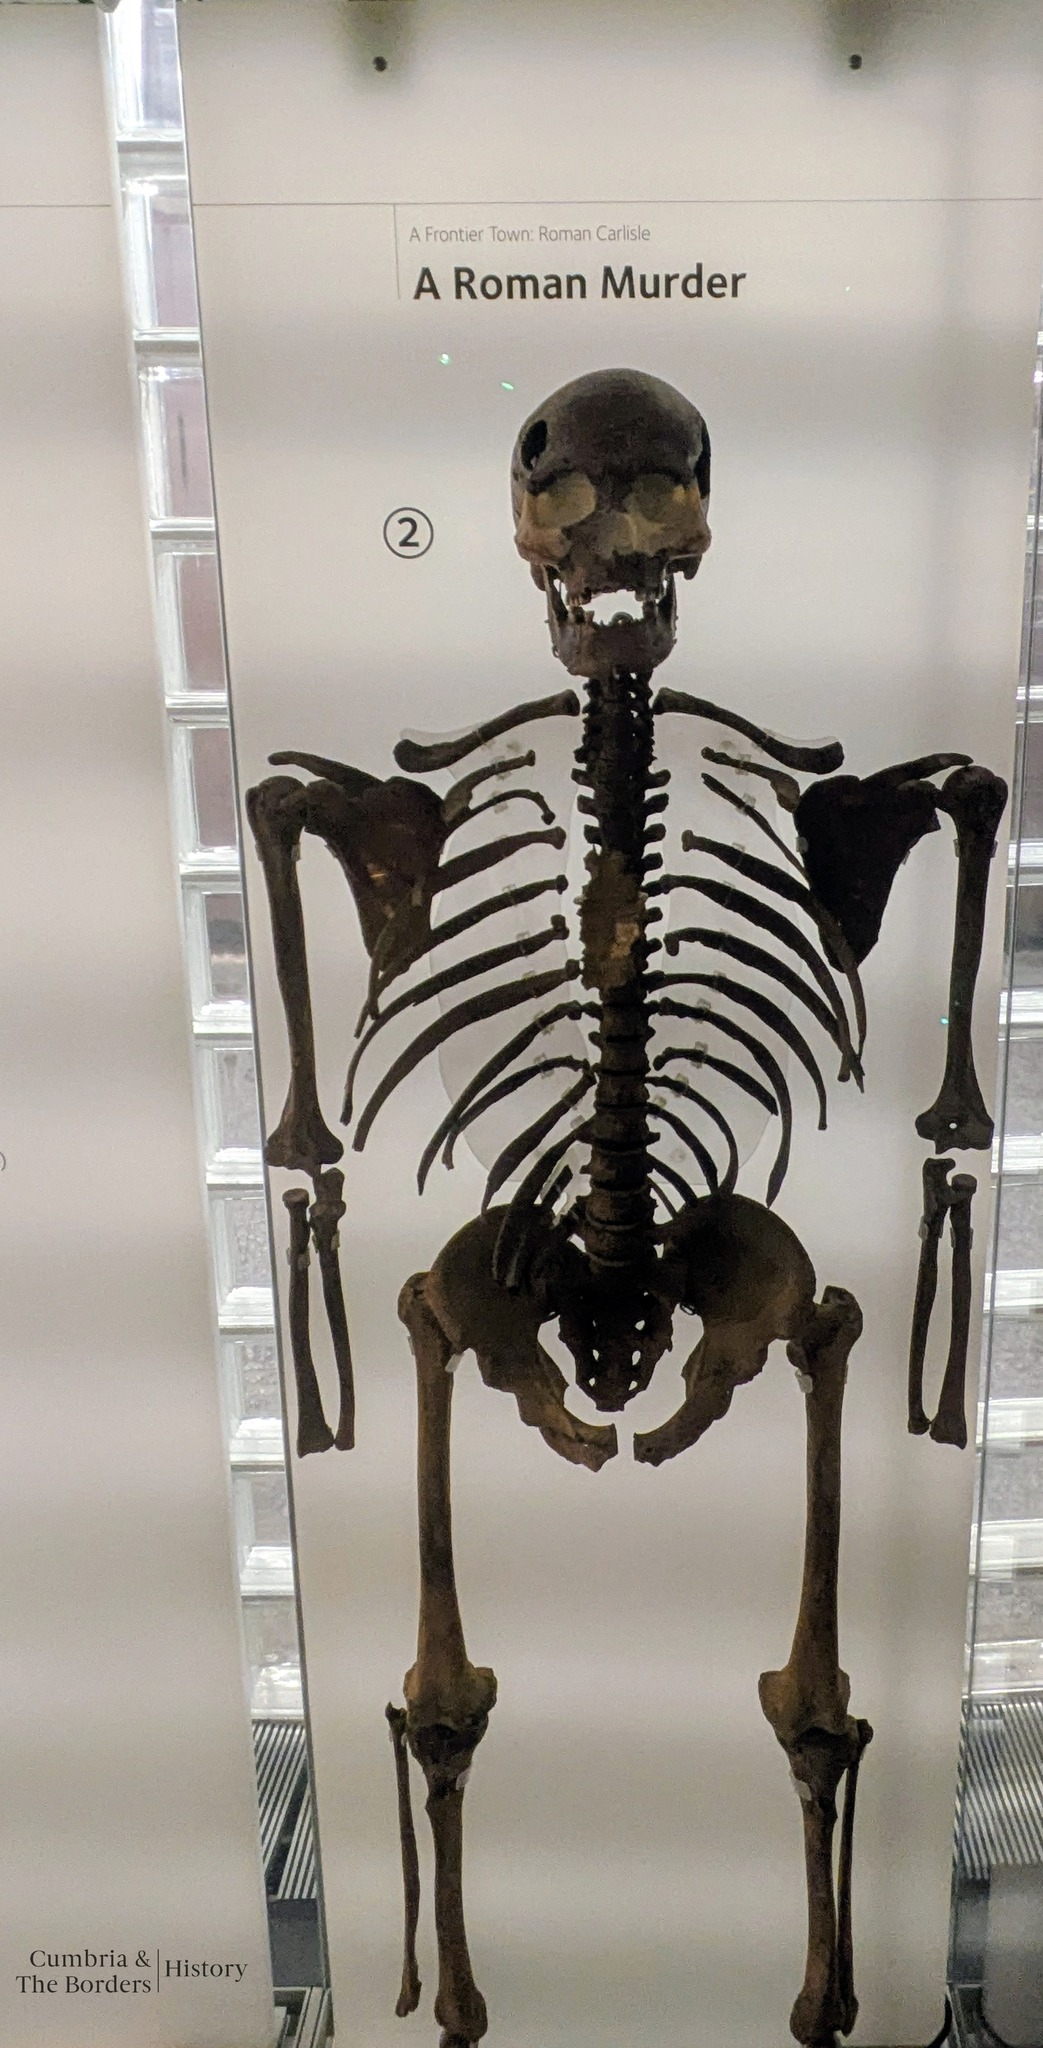 A Frontier Town: Roman Carlisle
A Roman Murder
2
Cumbria &
The Borders
History